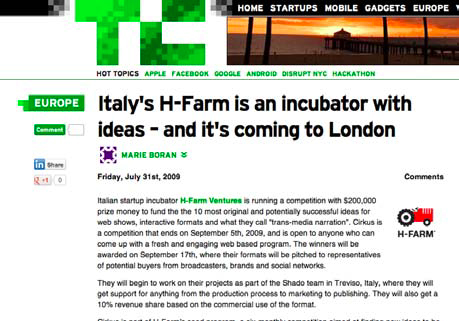 TC
HOME STARTUPS MOBILE GADGETS EUROPE
HOT TOPICS APPLE FACEBOOK GOOGLE ANDROID DISRUPT NYC HACKATHON
EUROPE
Italy's H-Farm is an incubator with
ideas – and it's coming to London
Comment
MARIE BORAN
in Share
+1 0
Friday, July 31st, 2009 Comments
Italian startup incubator H-Farm Ventures is running a competition with $200,000
prize money to fund the the 10 most original and potentially successful ideas for
web shows, interactive formats and what they call "trans-media narration". Cirkus is
a competition that ends on September 5th, 2009, and is open to anyone who can
come up with a fresh and engaging web based program. The winners will be
awarded on September 17th, where their formats will be pitched to representatives
of potential buyers from broadcasters, brands and social networks.
H-FARM
They will begin to work on their projects as part of the Shado team in Treviso, Italy, where they will
get support for anything from the production process to marketing to publishing. They will also get a
10% revenue share based on the commercial use of the format.